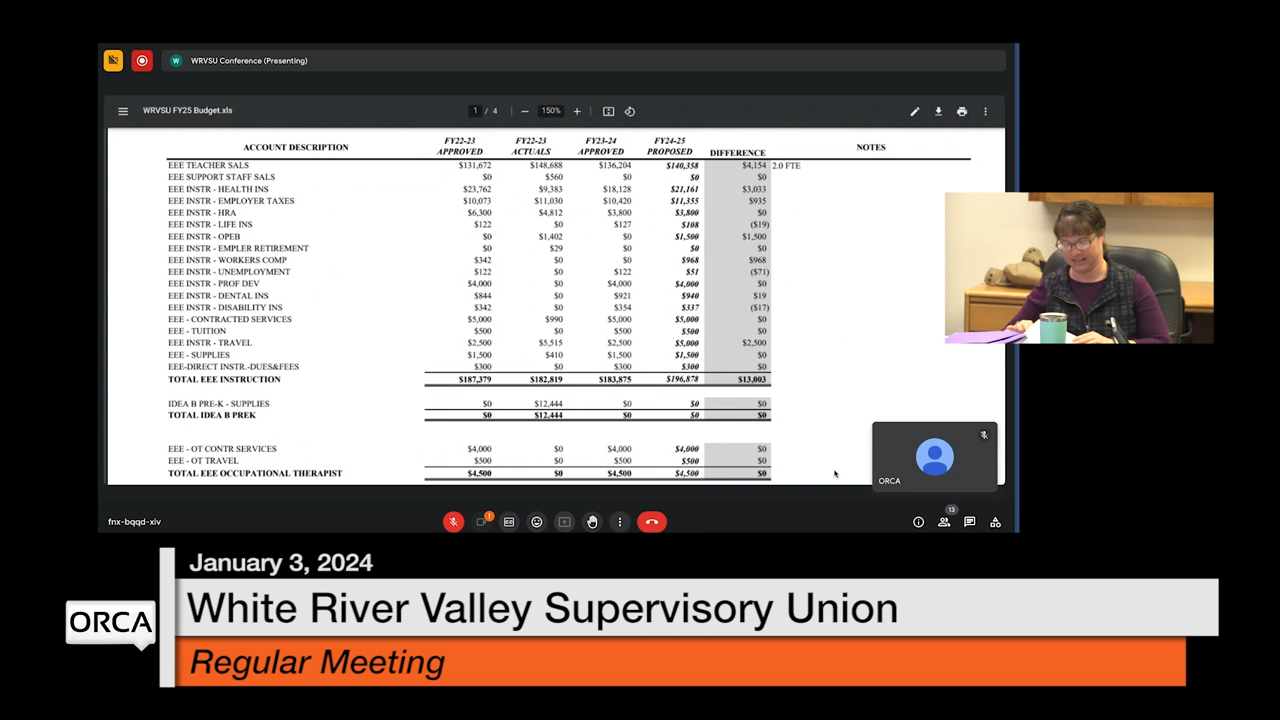 W WRVSU Conference (Presenting)
WRVSU FY25 Budget.xls 1 / 4 150%
ACCOUNT DESCRIPTION FY22-23 APPROVED FY22-23 ACTUALS FY23-24 APPROVED FY24-25 PROPOSED DIFFERENCE NOTES
EEE TEACHER SALS $131,672 $148,688 $136,204 $140,358 $4,154 2.0 FTE
EEE SUPPORT STAFF SALS $0 $560 $0 $0 $0
EEE INSTR - HEALTH INS $23,762 $9,383 $18,128 $21,161 $3,033
EEE INSTR - EMPLOYER TAXES $10,073 $11,030 $10,420 $11,355 $935
EEE INSTR - HRA $6,300 $4,812 $3,800 $3,800 $0
EEE INSTR - LIFE INS $122 $0 $127 $108 ($19)
EEE INSTR - OPEB $0 $1,402 $0 $1,500 $1,500
EEE INSTR - EMPLER RETIREMENT $0 $29 $0 $0 $0
EEE INSTR - WORKERS COMP $342 $0 $0 $968 $968
EEE INSTR - UNEMPLOYMENT $122 $0 $122 $51 ($71)
EEE INSTR - PROF DEV $4,000 $0 $4,000 $4,000 $0
EEE INSTR - DENTAL INS $844 $0 $921 $940 $19
EEE INSTR - DISABILITY INS $342 $0 $354 $337 ($17)
EEE - CONTRACTED SERVICES $5,000 $990 $5,000 $5,000 $0
EEE - TUITION $500 $0 $500 $500 $0
EEE INSTR - TRAVEL $2,500 $5,515 $2,500 $5,000 $2,500
EEE - SUPPLIES $1,500 $410 $1,500 $1,500 $0
EEE-DIRECT INSTR.-DUES&FEES $300 $0 $300 $300 $0
TOTAL EEE INSTRUCTION $187,379 $182,819 $183,875 $196,878 $13,003
IDEA B PRE-K - SUPPLIES $0 $12,444 $0 $0 $0
TOTAL IDEA B PREK $0 $12,444 $0 $0 $0
EEE - OT CONTR SERVICES $4,000 $0 $4,000 $4,000 $0
EEE - OT TRAVEL $500 $0 $500 $500 $0
TOTAL EEE OCCUPATIONAL THERAPIST $4,500 $0 $4,500 $4,500 $0
ORCA
fnx-bqqd-xiv
13
January 3, 2024
White River Valley Supervisory Union
ORCA
Regular Meeting